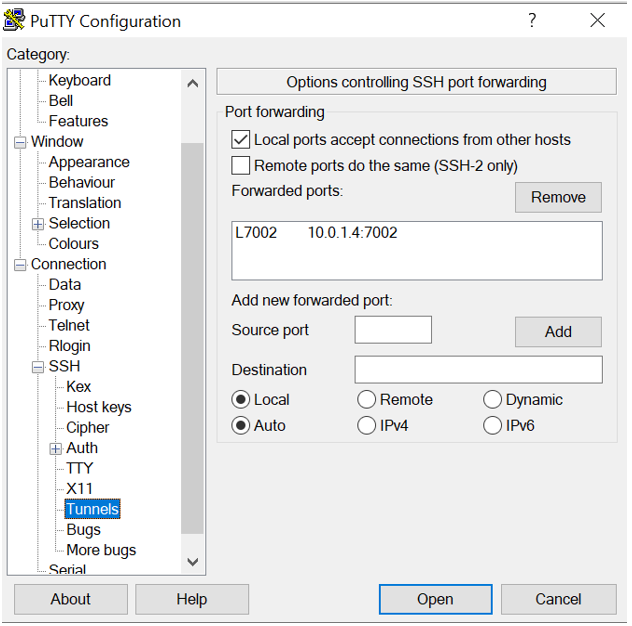 PuTTY Configuration
?
Category:
Keyboard
Bell
Features
Window
Appearance
Behaviour
Translation
Selection
Colours
Connection
Data
Proxy
Telnet
Rlogin
SSH
Kex
Host keys
Cipher
Auth
TTY
X11
Tunnels
Bugs
More bugs
Serial
Options controlling SSH port forwarding
Port forwarding
Local ports accept connections from other hosts
Remote ports do the same (SSH-2 only)
Forwarded ports:
Remove
L7002 10.0.1.4:7002
Add new forwarded port:
Source port
Add
Destination
Local Remote Dynamic
Auto IPv4 IPv6
About Help Open Cancel